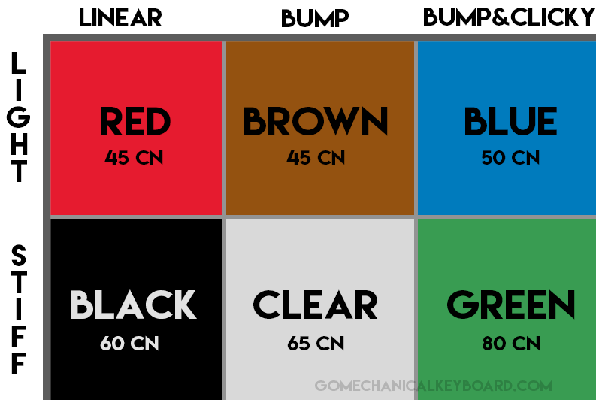 LINEAR BUMP BUMP&CLICKY
LIGHT
RED BROWN BLUE
45 CN 45 CN 50 CN
STIFF
BLACK CLEAR GREEN
60 CN 65 CN 80 CN
GOMECHANICALKEYBOARD.COM